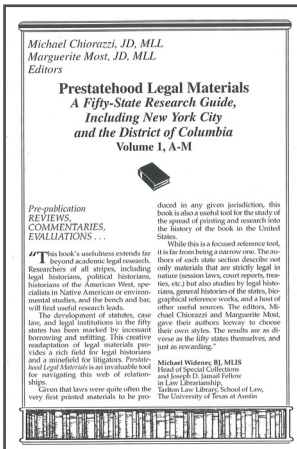 Michael Chiorazzi, JD, MLL
Marguerite Most, JD, MLL
Editors
Prestatehood Legal Materials
A Fifty-State Research Guide,
Including New York City
and the District of Columbia
Volume 1, A-M
Pre-publication
REVIEWS,
COMMENTARIES,
EVALUATIONS . . .
"This book's usefulness extends far
beyond academic legal research.
Researchers of all stripes, including
legal historians, political historians,
historians of the American West, spe-
cialists in Native American or environ-
mental studies, and the bench and bar,
will find useful research leads.
The development of statutes, case
law, and legal institutions in the fifty
states has been marked by incessant
borrowing and refitting. This creative
readaptation of legal materials pro-
vides a rich field for legal historians
and a minefield for litigators. Prestate-
hood Legal Materials is an invaluable tool
for navigating this web of relation-
ships.
Given that laws were quite often the
very first printed materials to be pro-
duced in any given jurisdiction, this
book is also a useful tool for the study of
the spread of printing and research into
the history of the book in the United
States.
While this is a focused reference tool,
it is far from being a narrow one. The au-
thors of each state section describe not
only materials that are strictly legal in
nature (session laws, court reports, trea-
ties, etc.) but also studies by legal histo-
rians, general histories of the states, bio-
graphical reference works, and a host of
other useful sources. The editors, Mi-
chael Chiorazzi and Marguerite Most,
gave their authors leeway to choose
their own styles. The results are as di-
verse as the fifty states themselves, and
just as rewarding."
Michael Widener, BJ, MLIS
Head of Special Collections
and Joseph D. Jamail Fellow
in Law Librarianship,
Tarlton Law Library, School of Law,
The University of Texas at Austin